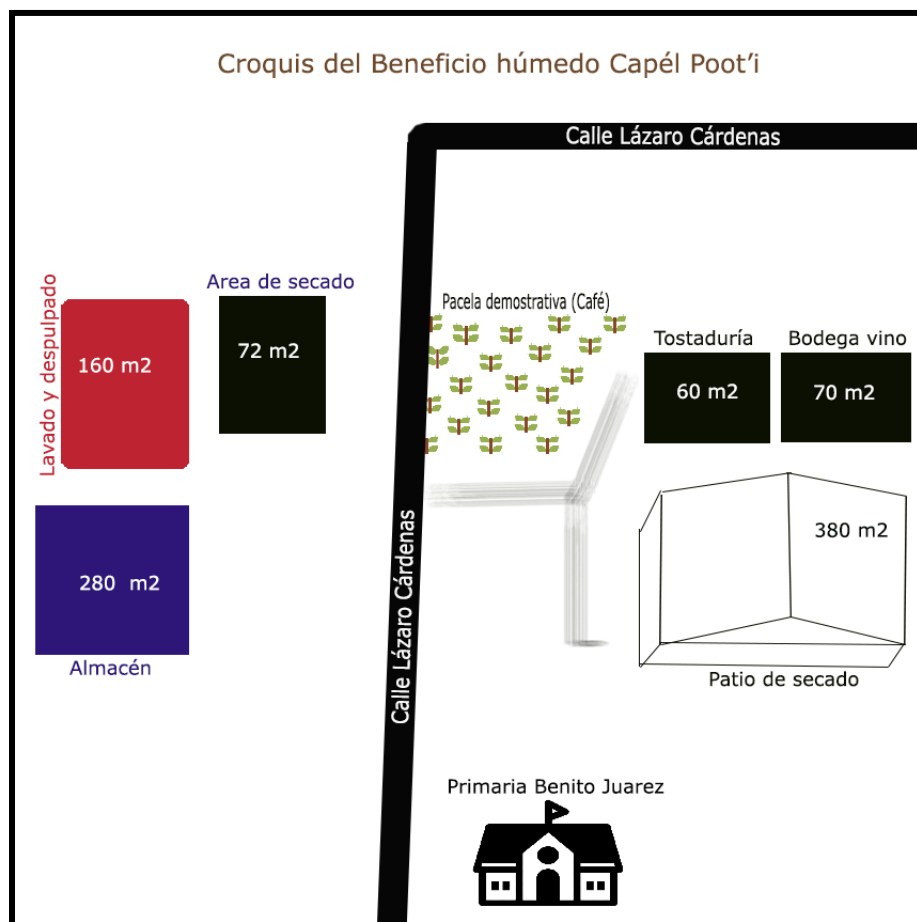 Croquis del Beneficio húmedo Capél Poot’i
Calle Lázaro Cárdenas
Lavado y despulpado
160 m2
Area de secado
72 m2
Pacela demostrativa (Café)
Tostaduría
60 m2
Bodega vino
70 m2
280 m2
Almacén
Calle Lázaro Cárdenas
380 m2
Patio de secado
Primaria Benito Juarez